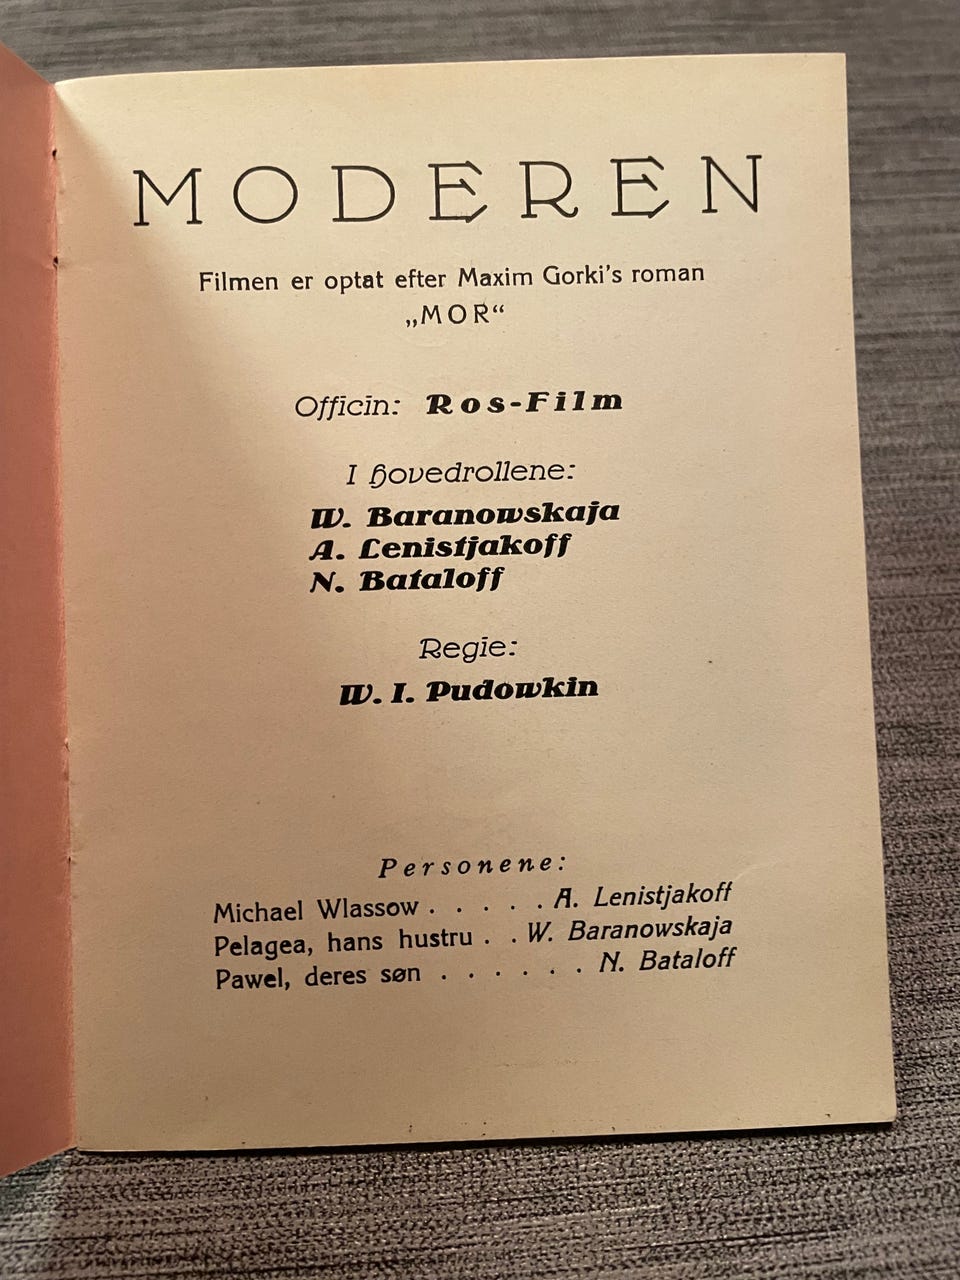 MODEREN
Filmen er optat efter Maxim Gorki's roman
„MOR“
Officin: Ros-Film
I Hovedrollene:
W. Baranowskaja
A. Lenistjakoff
N. Bataloff
Regie:
W. I. Pudowkin
Personene:
Michael Wlassow . . . . . A. Lenistjakoff
Pelagea, hans hustru . . W. Baranowskaja
Pawel, deres søn . . . . . . N. Bataloff